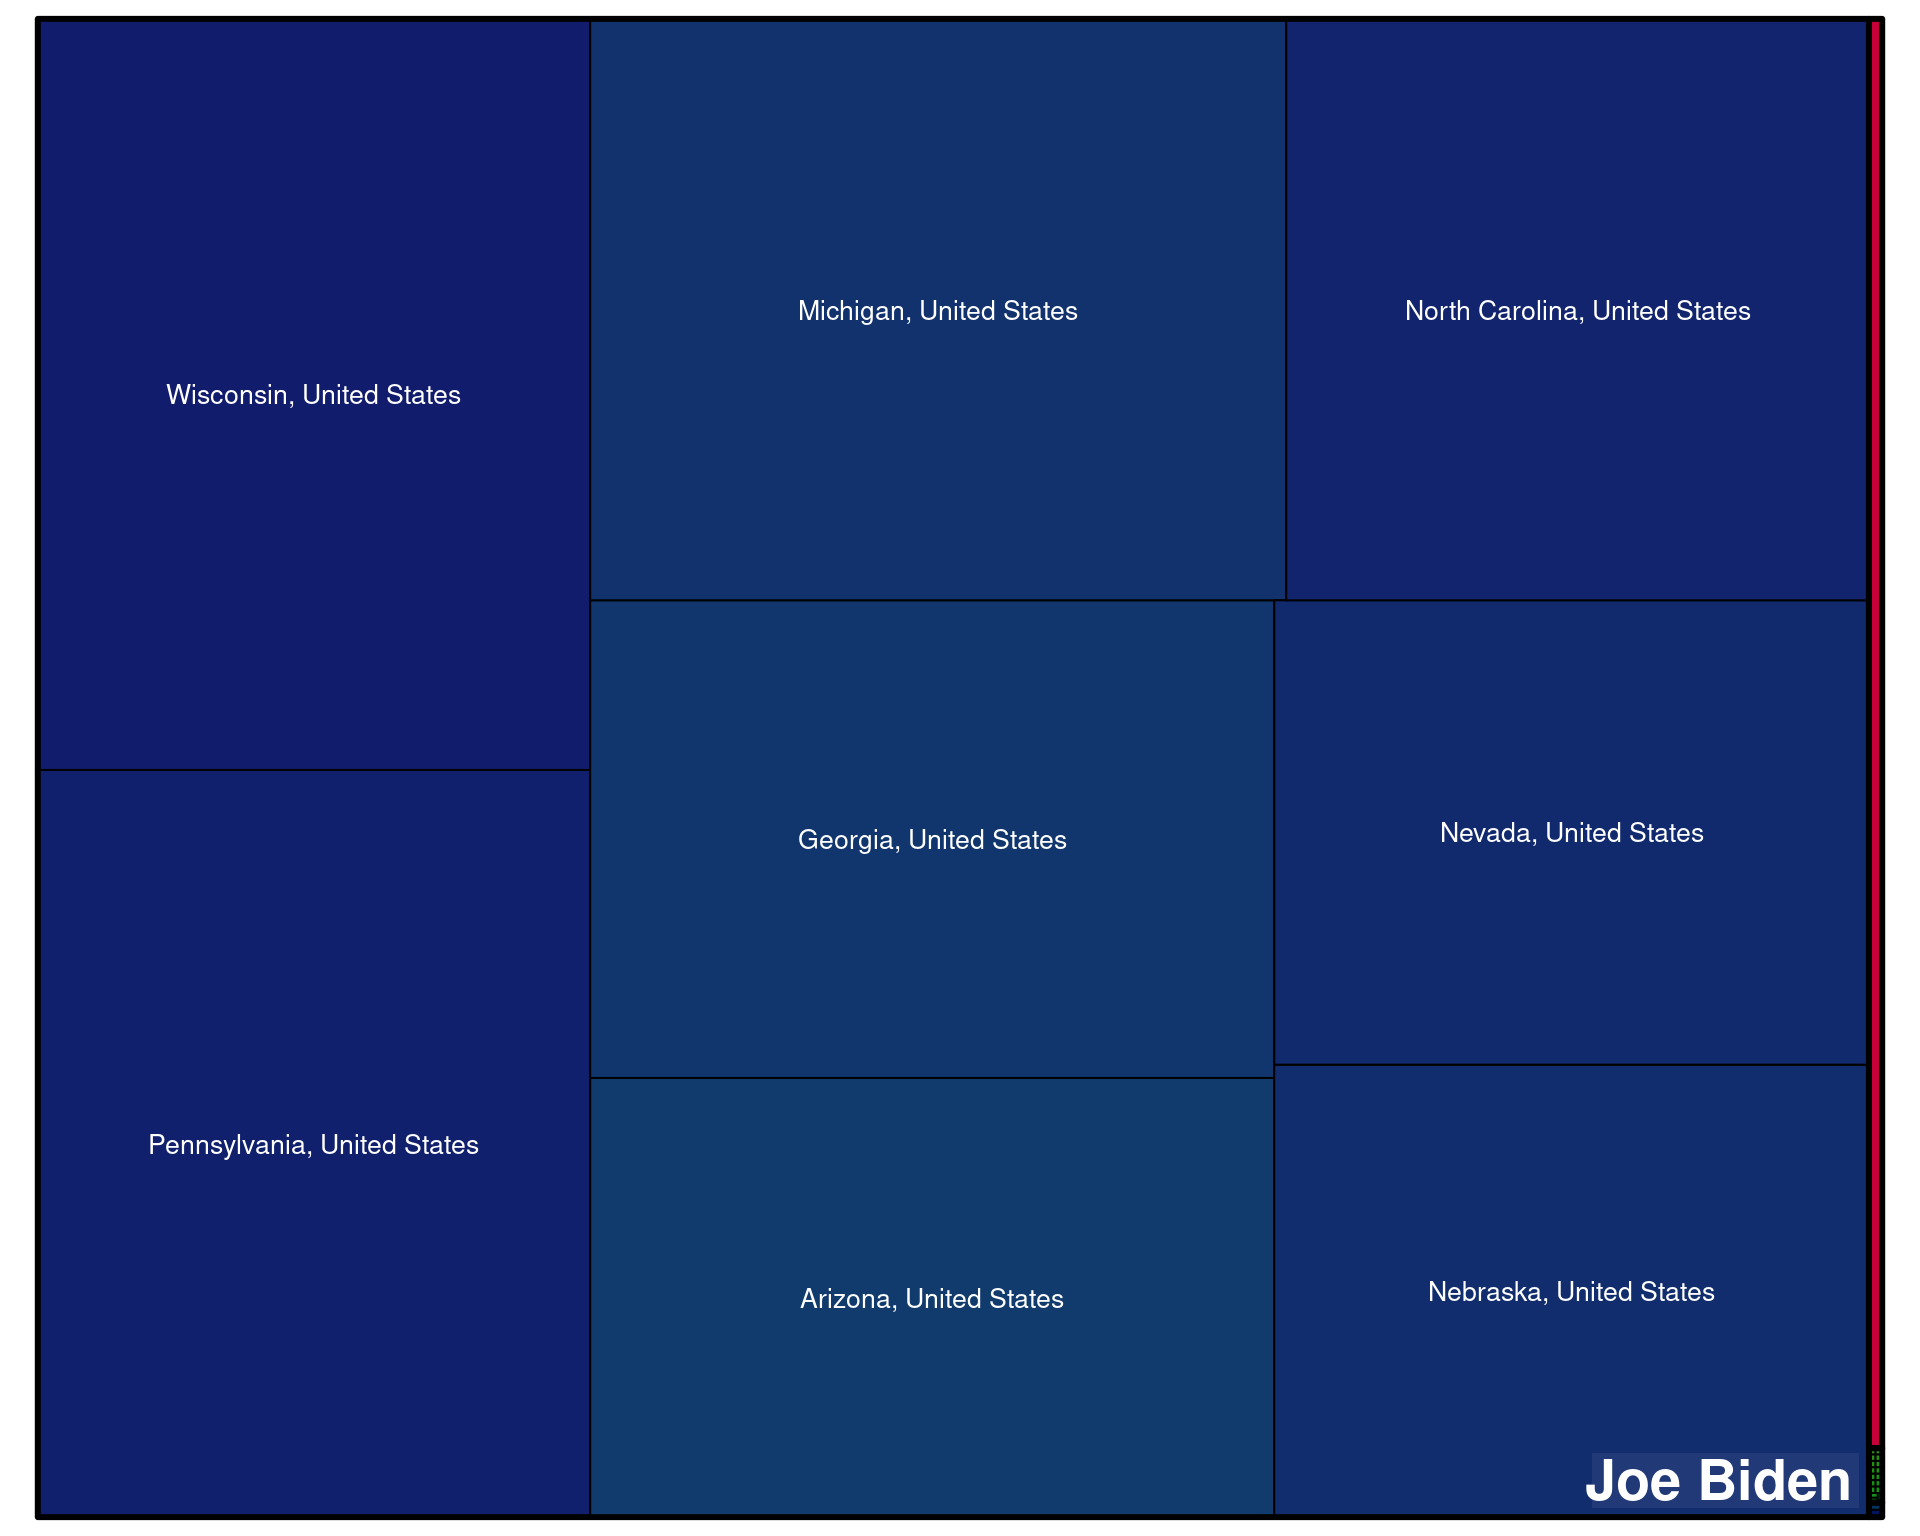 Michigan, United States
North Carolina, United States
Wisconsin, United States
Georgia, United States
Nevada, United States
Pennsylvania, United States
Arizona, United States
Nebraska, United States
Joe Biden